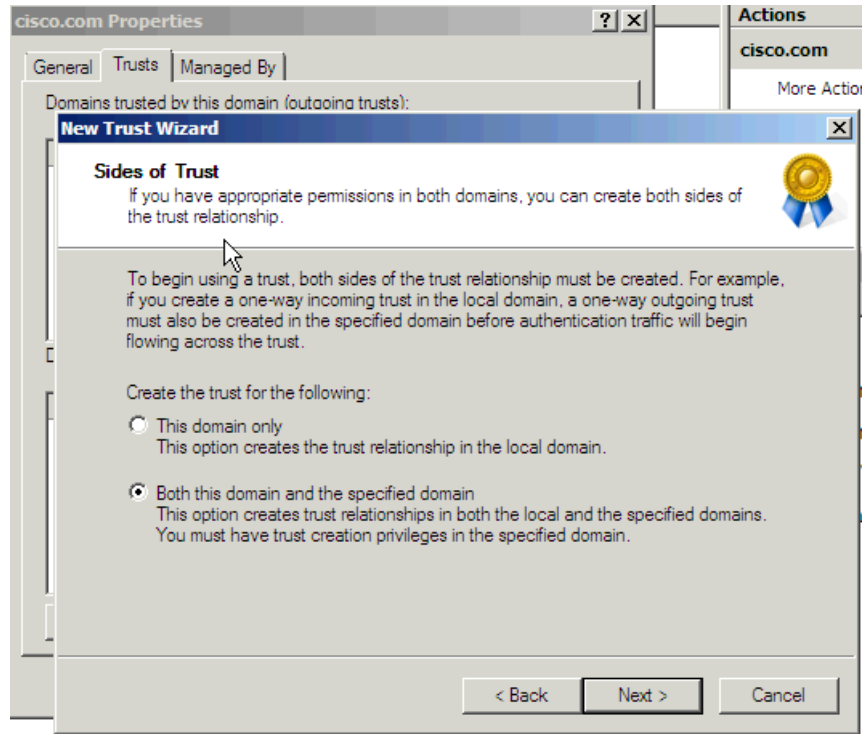 cisco.com Properties
General Trusts Managed By
Domains trusted by this domain (outgoing trusts):
Actions
cisco.com
More Actio
New Trust Wizard
Sides of Trust
If you have appropriate permissions in both domains, you can create both sides of
the trust relationship.
To begin using a trust, both sides of the trust relationship must be created. For example,
if you create a one-way incoming trust in the local domain, a one-way outgoing trust
must also be created in the specified domain before authentication traffic will begin
flowing across the trust.
Create the trust for the following:
This domain only
This option creates the trust relationship in the local domain.
Both this domain and the specified domain
This option creates trust relationships in both the local and the specified domains.
You must have trust creation privileges in the specified domain.
< Back
Next >
Cancel